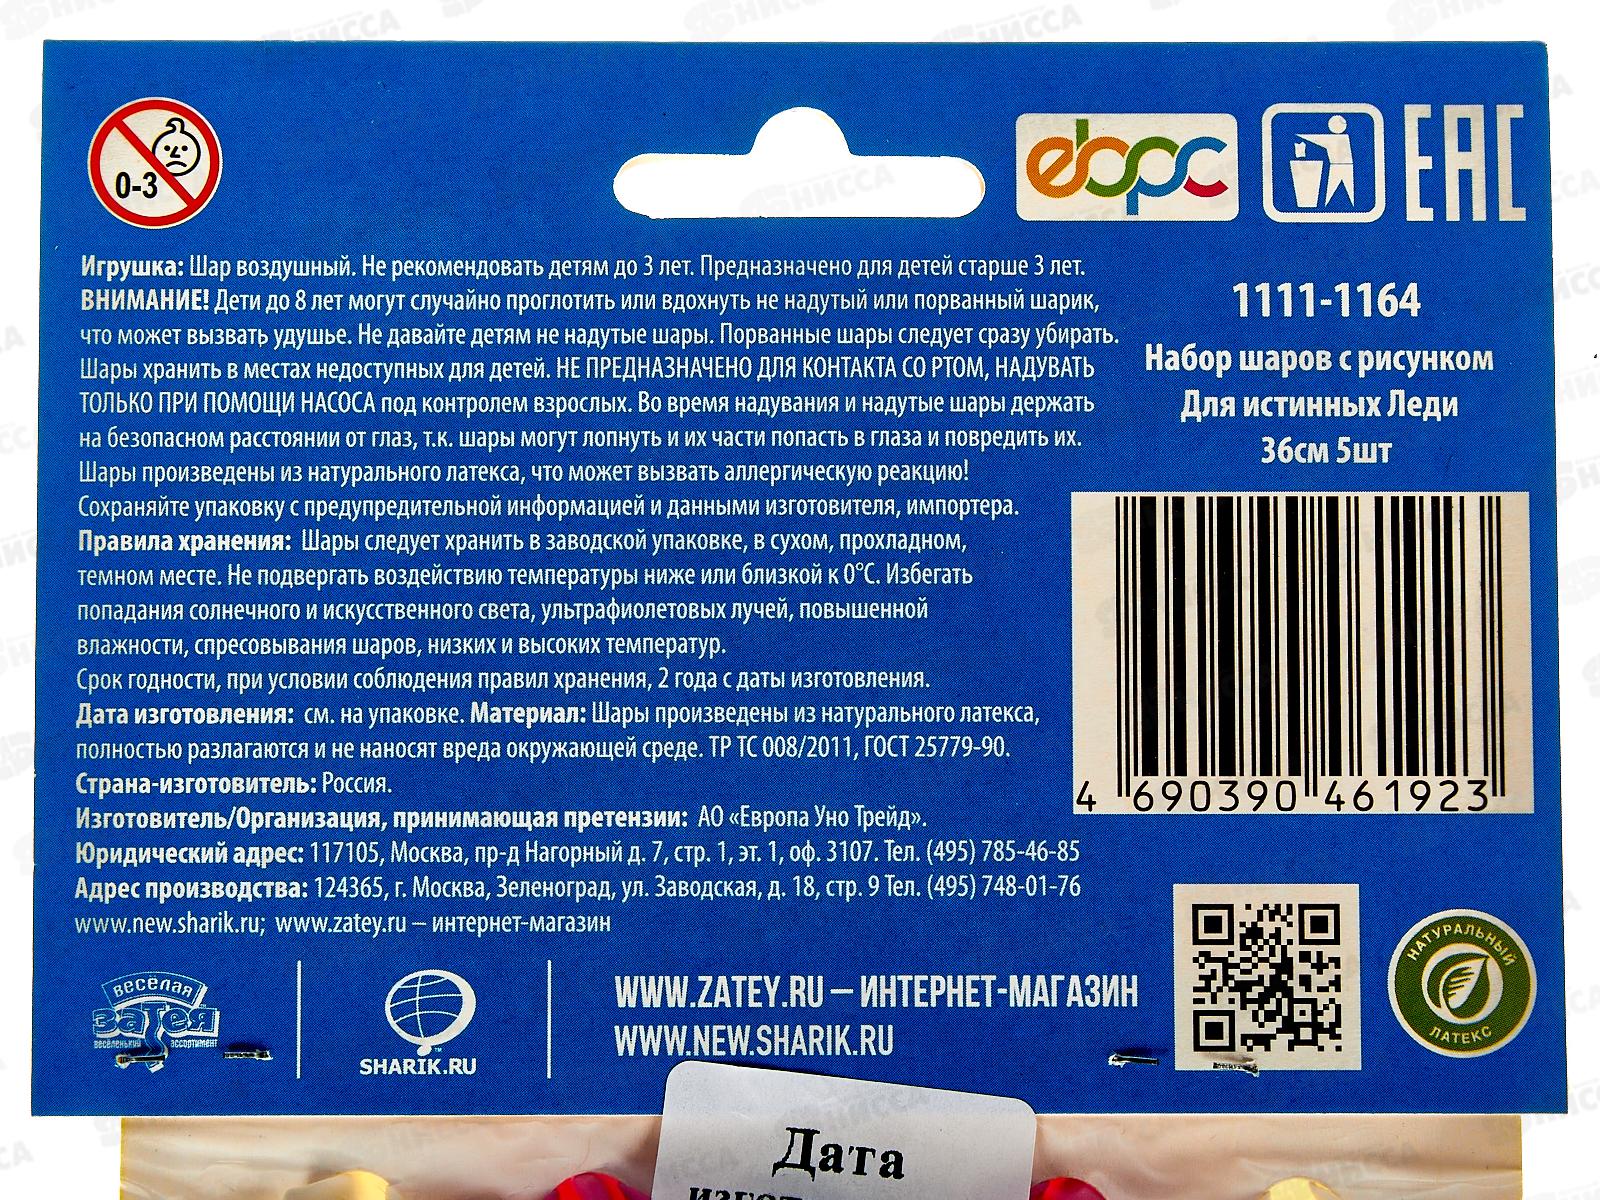 0-3
ebpc
EAC
Игрушка: Шар воздушный. Не рекомендовать детям до 3 лет. Предназначено для детей старше 3 лет.
ВНИМАНИЕ! Дети до 8 лет могут случайно проглотить или вдохнуть не надутый или порванный шарик,
что может вызвать удушье. Не давайте детям не надутые шары. Порванные шары следует сразу убирать.
Шары хранить в местах недоступных для детей. НЕ ПРЕДНАЗНАЧЕНО ДЛЯ КОНТАКТА СО РТОМ, НАДУВАТЬ
ТОЛЬКО ПРИ ПОМОЩИ НАСОСА под контролем взрослых. Во время надувания и надутые шары держать
на безопасном расстоянии от глаз, т.к. шары могут лопнуть и их части попасть в глаза и повредить их.
Шары произведены из натурального латекса, что может вызвать аллергическую реакцию!
Сохраняйте упаковку с предупредительной информацией и данными изготовителя, импортера.
Правила хранения: Шары следует хранить в заводской упаковке, в сухом, прохладном,
темном месте. Не подвергать воздействию температуры ниже или близкой к 0°C. Избегать
попадания солнечного и искусственного света, ультрафиолетовых лучей, повышенной
влажности, спресовывания шаров, низких и высоких температур.
Срок годности, при условии соблюдения правил хранения, 2 года с даты изготовления.
Дата изготовления: см. на упаковке. Материал: Шары произведены из натурального латекса,
полностью разлагаются и не наносят вреда окружающей среде. ТР ТС 008/2011, ГОСТ 25779-90.
Страна-изготовитель: Россия.
Изготовитель/Организация, принимающая претензии: АО «Европа Уно Трейд».
Юридический адрес: 117105, Москва, пр-д Нагорный д. 7, стр. 1, эт. 1, оф. 3107. Тел. (495) 785-46-85
Адрес производства: 124365, г. Москва, Зеленоград, ул. Заводская, д. 18, стр. 9 Тел. (495) 748-01-76
www.new.sharik.ru; www.zatey.ru – интернет-магазин
1111-1164
Набор шаров с рисунком
Для истинных Леди
36см 5шт
4 690390 461923
весёлая
затея
весёленький ассортимент
SHARIK.RU
WWW.ZATEY.RU – ИНТЕРНЕТ-МАГАЗИН
WWW.NEW.SHARIK.RU
НАТУРАЛЬНЫЙ
ЛАТЕКС
Дата